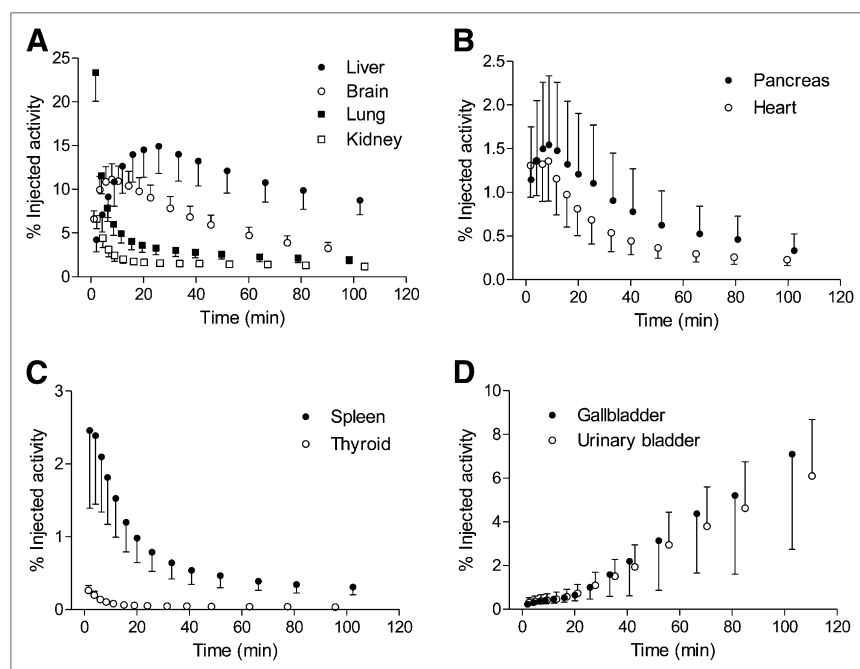 A
% Injected activity
25
20
15
10
5
0
Liver
Brain
Lung
Kidney
0 20 40 60 80 100 120
Time (min)
B
% Injected activity
2.5
2.0
1.5
1.0
0.5
0.0
Pancreas
Heart
0 20 40 60 80 100 120
Time (min)
C
% Injected activity
3
2
1
0
Spleen
Thyroid
0 20 40 60 80 100 120
Time (min)
D
% Injected activity
10
8
6
4
2
0
Gallbladder
Urinary bladder
0 20 40 60 80 100 120
Time (min)